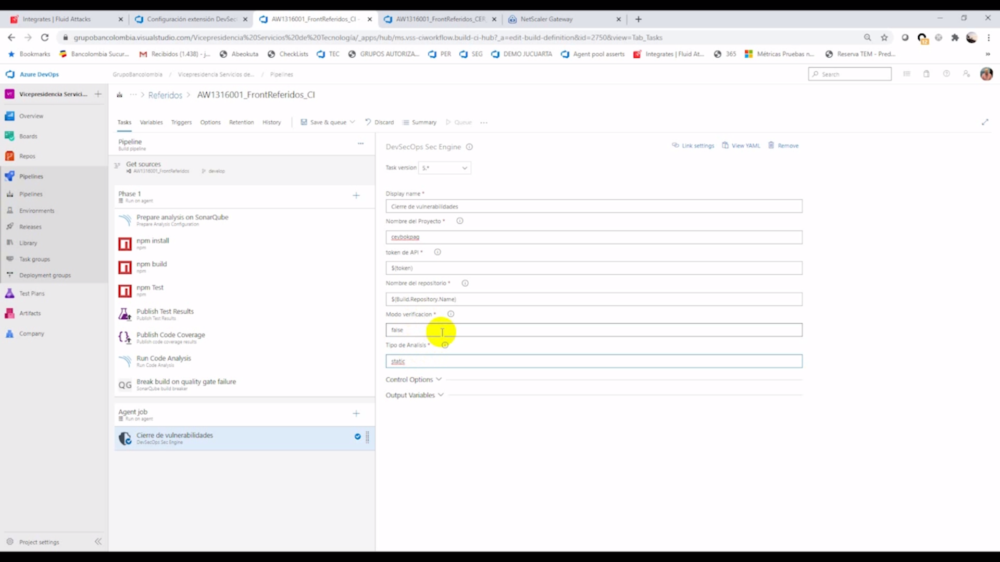 Integrates | Fluid Attacks
Configuración extensión DevSec
AW1316001_FrontReferidos_CI -
AW1316001_FrontReferidos_CER_
NetScaler Gateway
grupobancolombia.visualstudio.com/Vicepresidencia%20Servicios%20de%20Tecnología/_apps/hub/ms.vss-ciworkflow.build-ci-hub?_a=edit-build-definition&id=2750&view=Tab_Tasks
12
Bookmarks
Bancolombia Sucur...
Recibidos (1.438) - j...
Abeokuta
CheckLists
TEC
GRUPOS AUTORIZA...
PER
SEG
DEMO JUCUARTA
Agent pool asserts
Integrates | Fluid At...
365
Métricas Pruebas n...
Reserva TEM - Pred...
»
Azure DevOps
GrupoBancolombia / Vicepresidencia Servicios de... / Pipelines
Search
VT
Vicepresidencia Servici... +
Overview
Boards
Repos
Pipelines
Pipelines
Environments
Releases
Library
Task groups
Deployment groups
Test Plans
Artifacts
Company
Project settings
... > Referidos > AW1316001_FrontReferidos_CI
Tasks Variables Triggers Options Retention History Save & queue Discard Summary Queue ...
Pipeline ...
Build pipeline
Get sources
AW1316001_FrontReferidos develop
Phase 1 +
Run on agent
Prepare analysis on SonarQube
Prepare Analysis Configuration
npm install
npm
npm build
npm
npm Test
npm
Publish Test Results
Publish Test Results
Publish Code Coverage
Publish code coverage results
Run Code Analysis
Run Code Analysis
QG Break build on quality gate failure
SonarQube build breaker
Agent job +
Run on agent
Cierre de vulnerabilidades
DevSecOps Sec Engine
DevSecOps Sec Engine
Link settings View YAML Remove
Task version 5.*
Display name *
Cierre de vulnerabilidades
Nombre del Proyecto *
ceybokpag
token de API *
$(token)
Nombre del repositorio *
$(Build.Repository.Name)
Modo verificacion *
false
Tipo de Analisis *
static
Control Options
Output Variables